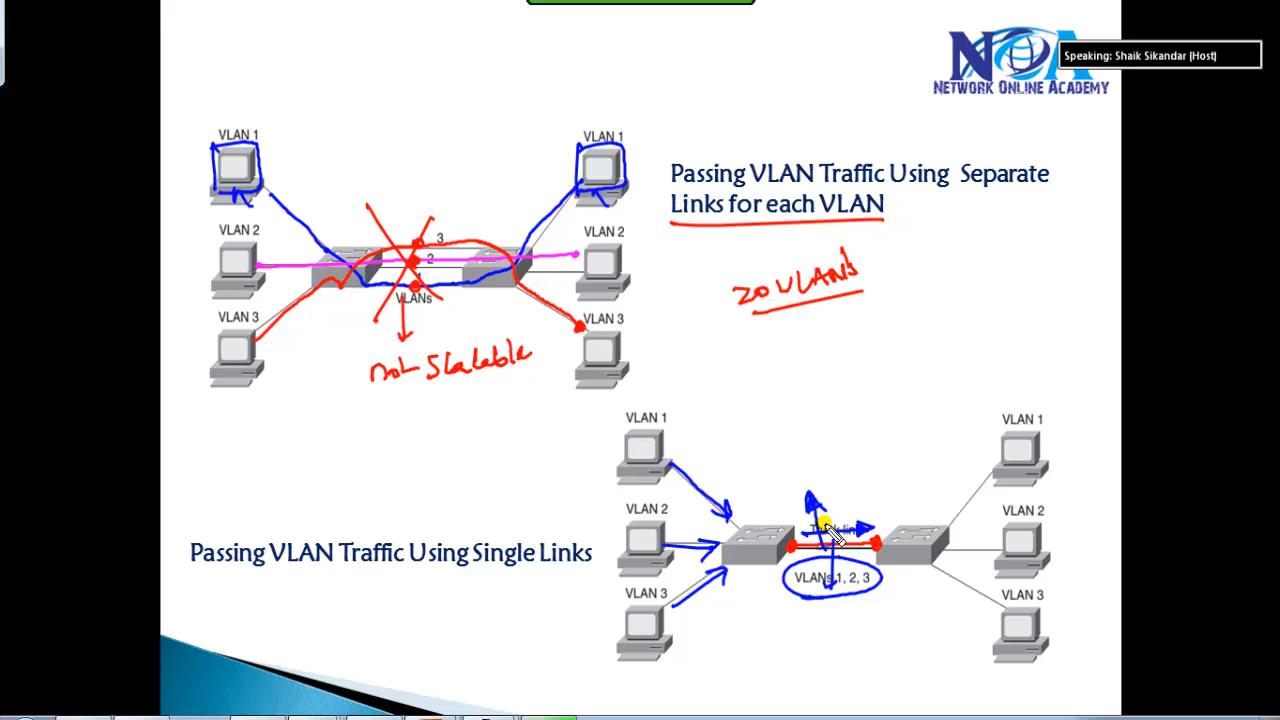 NOA
NETWORK ONLINE ACADEMY
Speaking: Shaik Sikandar (Host)
VLAN 1
VLAN 1
Passing VLAN Traffic Using Separate
Links for each VLAN
VLAN 2
VLAN 2
3
2
1
VLANs
20 VLANs
VLAN 3
VLAN 3
not Scalable
VLAN 1
VLAN 1
VLAN 2
VLAN 2
Passing VLAN Traffic Using Single Links
VLANs 1, 2, 3
VLAN 3
VLAN 3